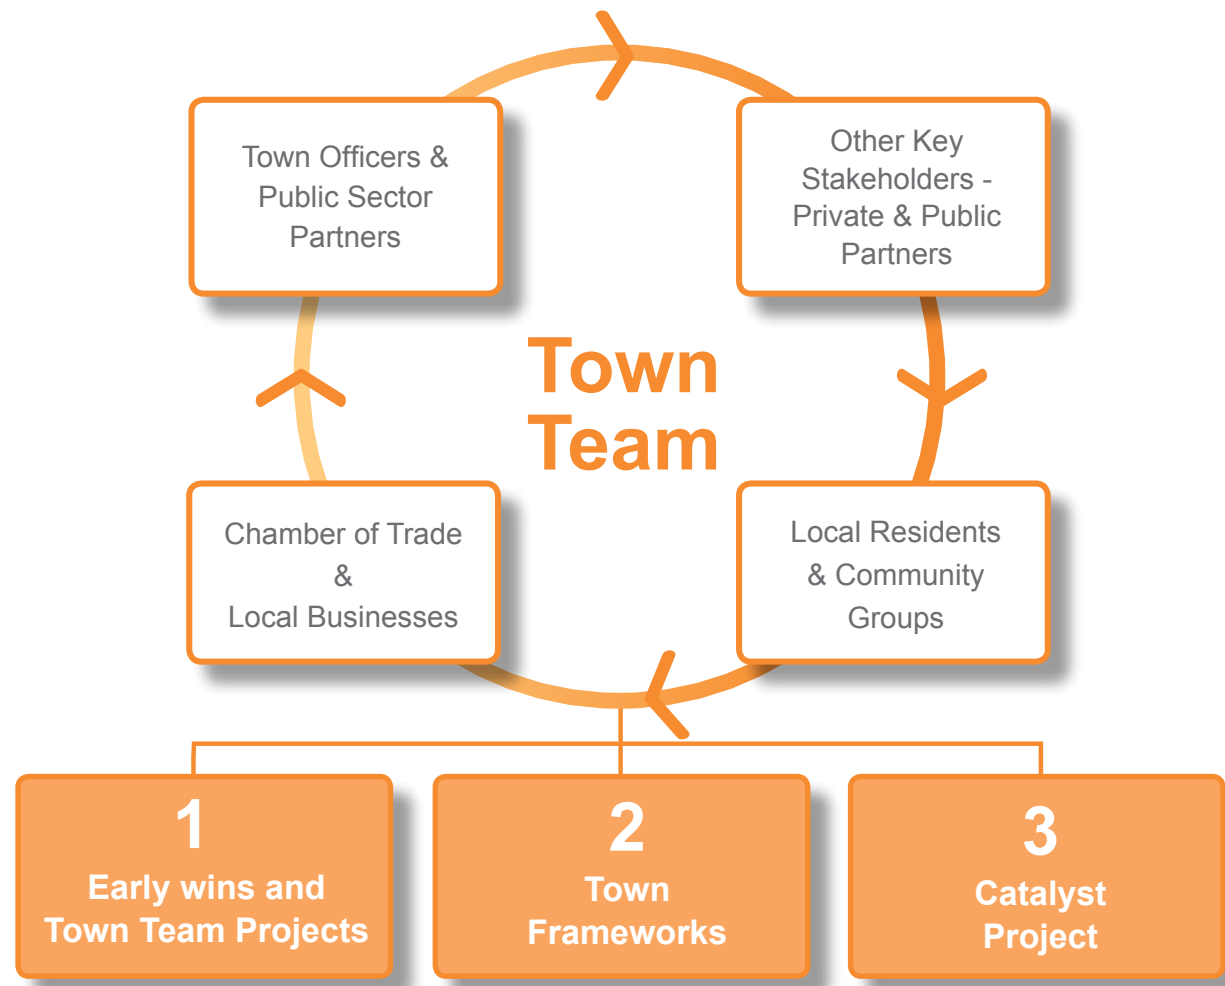 Town Officers &
Public Sector
Partners
Other Key
Stakeholders -
Private & Public
Partners
Town
Team
Chamber of Trade
&
Local Businesses
Local Residents
& Community
Groups
1
Early wins and
Town Team Projects
2
Town
Frameworks
3
Catalyst
Project